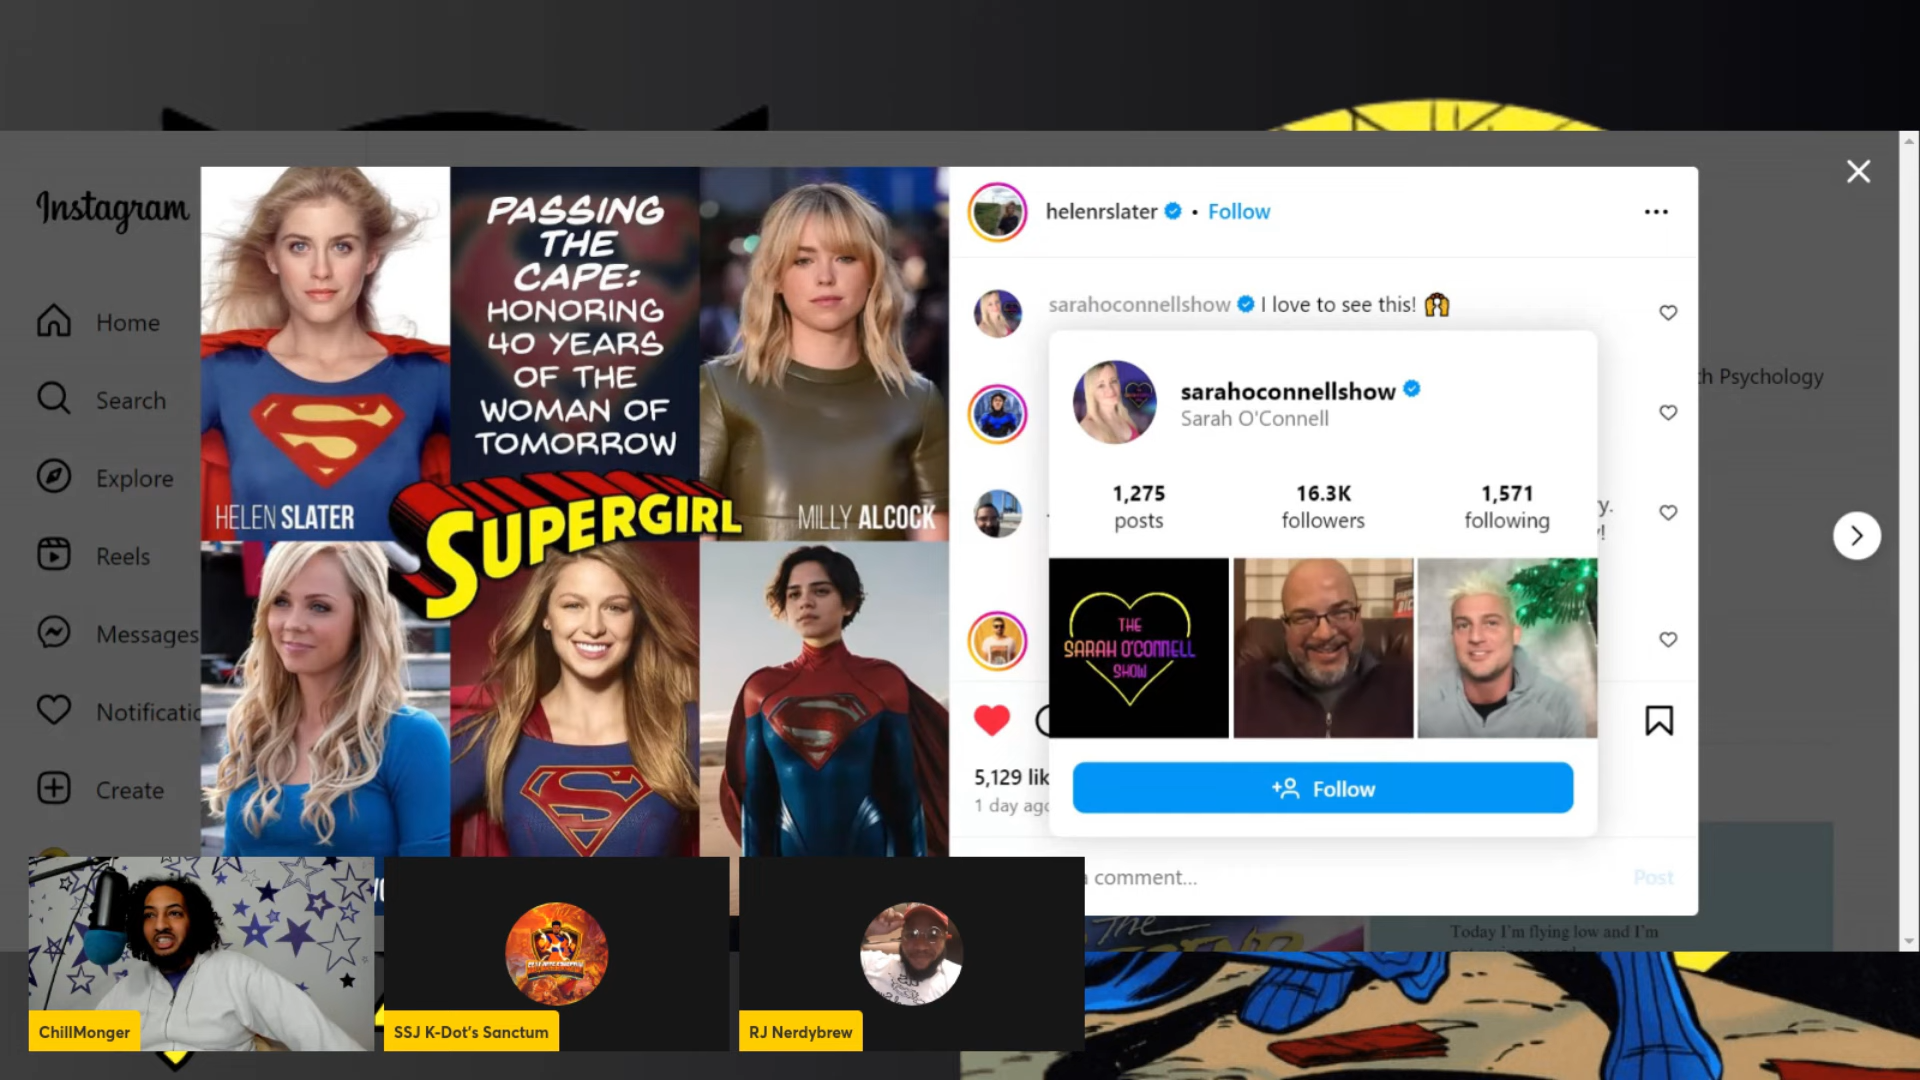 Instagram
Home
Search
Explore
Reels
Messages
Notificatic
Create
PASSING
THE
CAPE:
HONORING
40 YEARS
OF THE
WOMAN OF
TOMORROW
HELEN SLATER
SUPERGIRL
MILLY ALCOCK
helenrslater • Follow
sarahoconnellshow I love to see this!
sarahoconnellshow
Sarah O'Connell
1,275
posts
16.3K
followers
1,571
following
THE
SARAH O'CONNELL
SHOW
Follow
y.
y!
5,129 lik
1 day ago
comment...
Post
h Psychology
The
LEGEND
Today I'm flying low and I'm
ChillMonger
SSJ K-Dot's Sanctum
RJ Nerdybrew